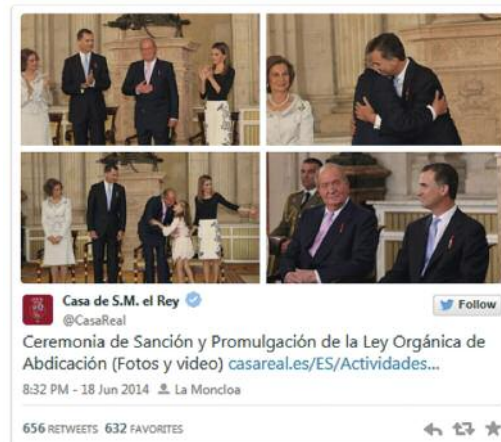 Casa de S.M. el Rey
@CasaReal
Follow
Ceremonia de Sanción y Promulgación de la Ley Orgánica de
Abdicación (Fotos y video) casareal.es/ES/Actividades...
8:32 PM - 18 Jun 2014 La Moncloa
656 RETWEETS 632 FAVORITES